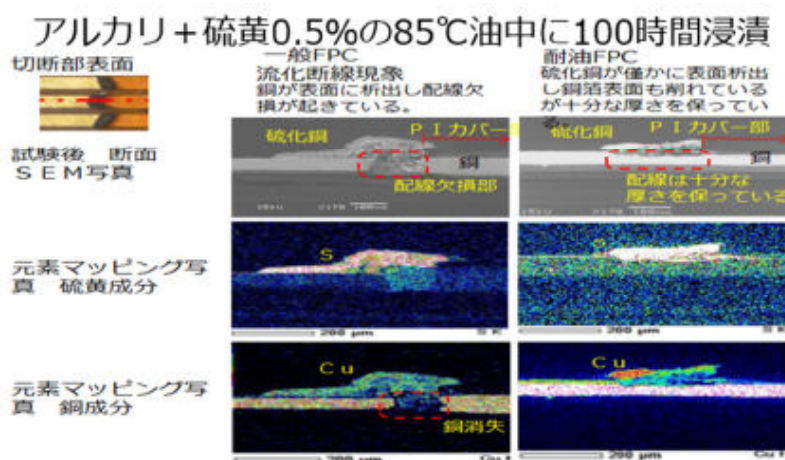 アルカリ＋硫黄0.5%の85℃油中に100時間浸漬
切断部表面
一般FPC
流化断線現象
銅が表面に析出し配線欠
損が起きている。
耐油FPC
硫化銅が僅かに表面析出
し銅箔表面も削れている
が十分な厚さを保ってい
る。
試験後　断面
ＳＥＭ写真
硫化銅
ＰＩカバー部
銅
配線欠損部
硫化銅
ＰＩカバー部
銅
配線は十分な
厚さを保っている
元素マッピング写
真　硫黄成分
S
200 μm
S K
S
200 μm
元素マッピング写
真　銅成分
Ｃｕ
銅消失
200 μm
Ｃｕ
200 μm